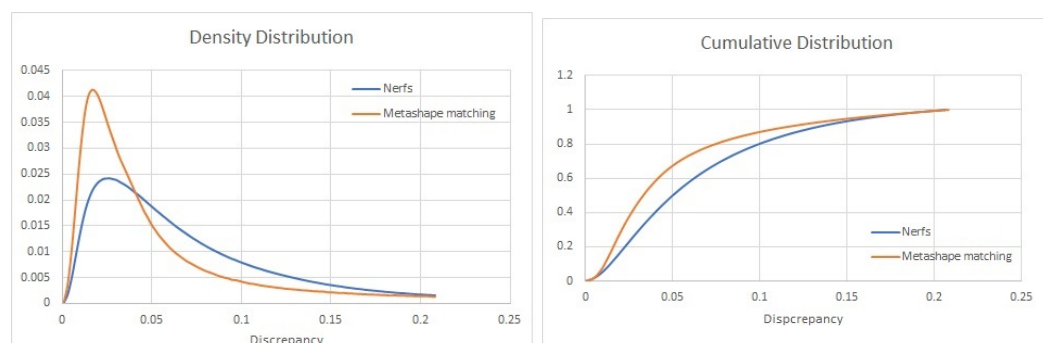 Density Distribution
0.045
0.04
0.035
0.03
0.025
0.02
0.015
0.01
0.005
0
0 0.05 0.1 0.15 0.2 0.25
Discrepancy
Nerfs
Metashape matching
Cumulative Distribution
1.2
1
0.8
0.6
0.4
0.2
0
0 0.05 0.1 0.15 0.2 0.25
Dispcrepancy
Nerfs
Metashape matching